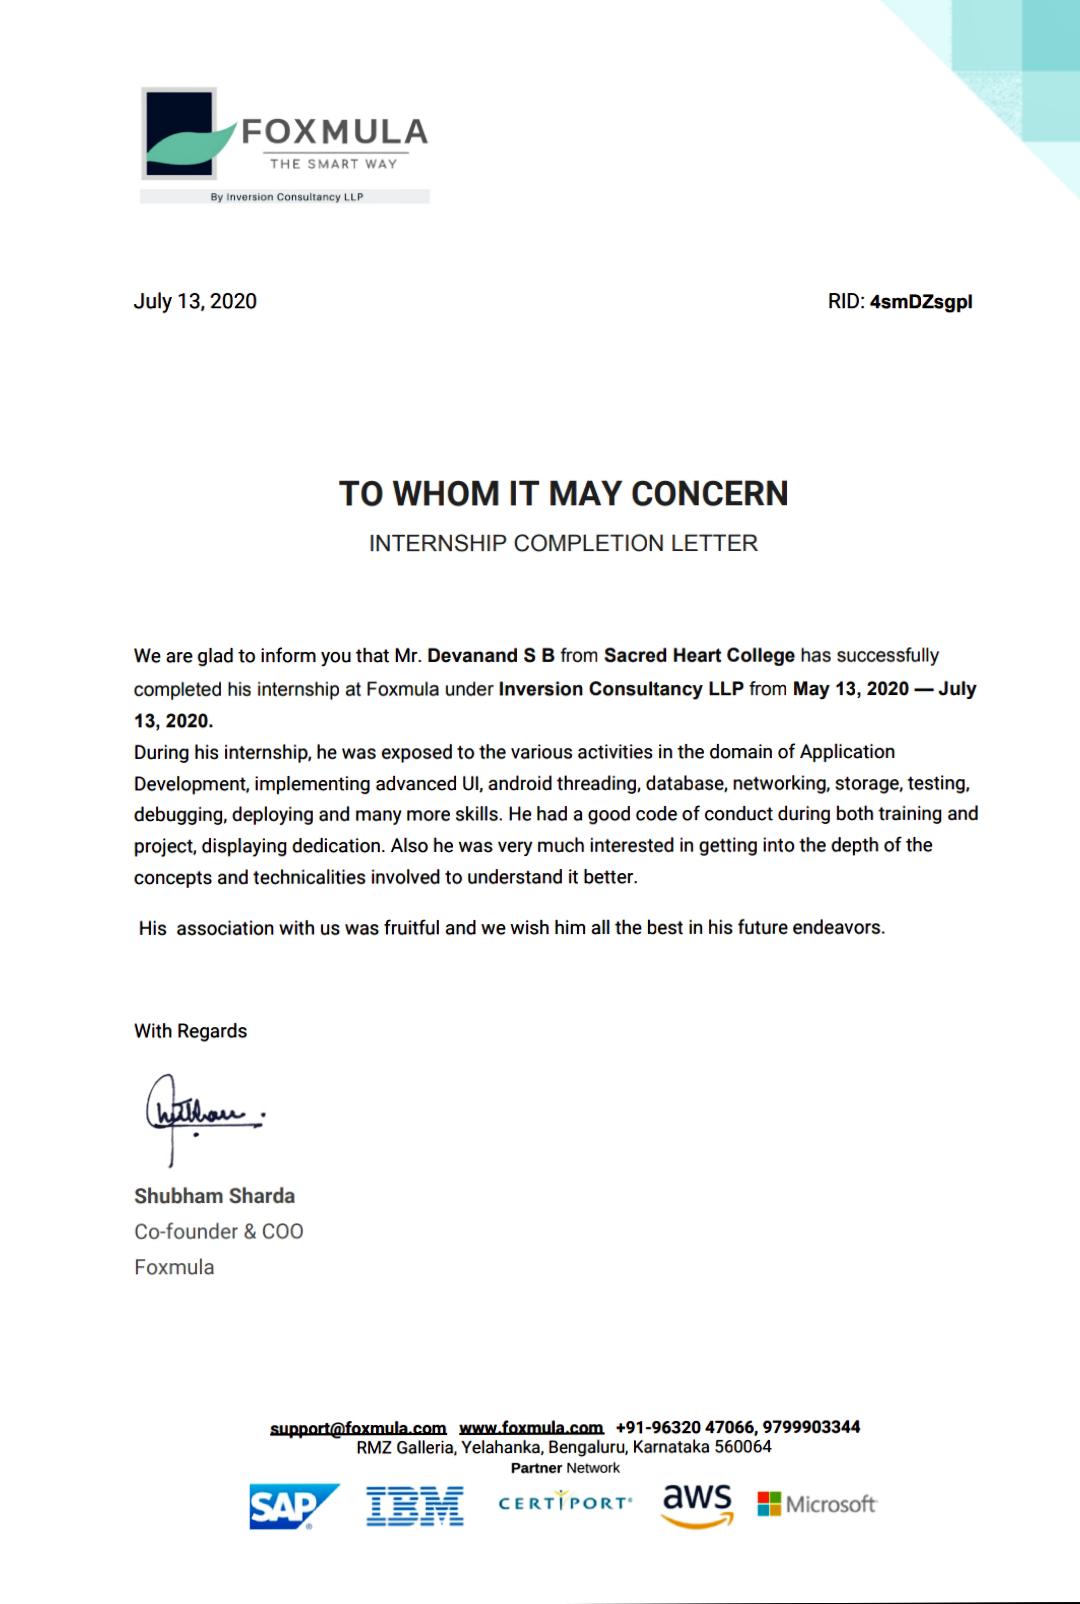 FOXMULA
THE SMART WAY
By Inversion Consultancy LLP
July 13, 2020
RID: 4smDZsgpl
TO WHOM IT MAY CONCERN
INTERNSHIP COMPLETION LETTER
We are glad to inform you that Mr. Devanand S B from Sacred Heart College has successfully
completed his internship at Foxmula under Inversion Consultancy LLP from May 13, 2020 — July
13, 2020.
During his internship, he was exposed to the various activities in the domain of Application
Development, implementing advanced UI, android threading, database, networking, storage, testing,
debugging, deploying and many more skills. He had a good code of conduct during both training and
project, displaying dedication. Also he was very much interested in getting into the depth of the
concepts and technicalities involved to understand it better.
His association with us was fruitful and we wish him all the best in his future endeavors.
With Regards
Shubham Sharda
Co-founder & COO
Foxmula
support@foxmula.com www.foxmula.com +91-96320 47066, 9799903344
RMZ Galleria, Yelahanka, Bengaluru, Karnataka 560064
Partner Network
SAP® IBM CERTIPORT® aws Microsoft